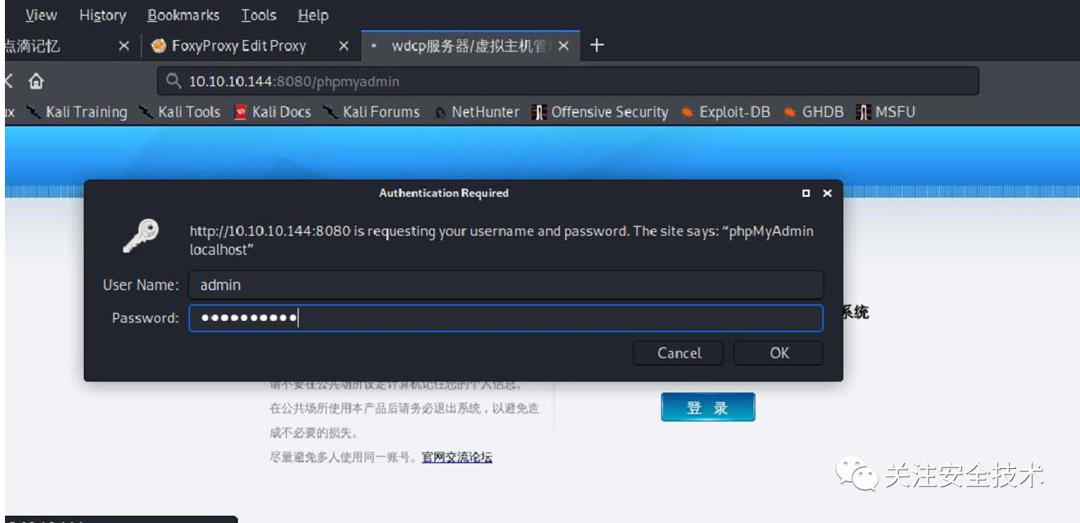 View History Bookmarks Tools Help
点滴记忆 FoxyProxy Edit Proxy wdcp服务器/虚拟主机管
10.10.10.144:8080/phpmyadmin
Kali Training Kali Tools Kali Docs Kali Forums NetHunter Offensive Security Exploit-DB GHDB MSFU
Authentication Required
http://10.10.10.144:8080 is requesting your username and password. The site says: “phpMyAdmin
localhost”
User Name: admin
Password: ●●●●●●●●●●
系统
Cancel OK
请不要在公共场所设定计算机记住您的个人信息。
在公共场所使用本产品后请务必退出系统，以避免造
成不必要的损失。
尽量避免多人使用同一账号。官网交流论坛
登 录
关注安全技术